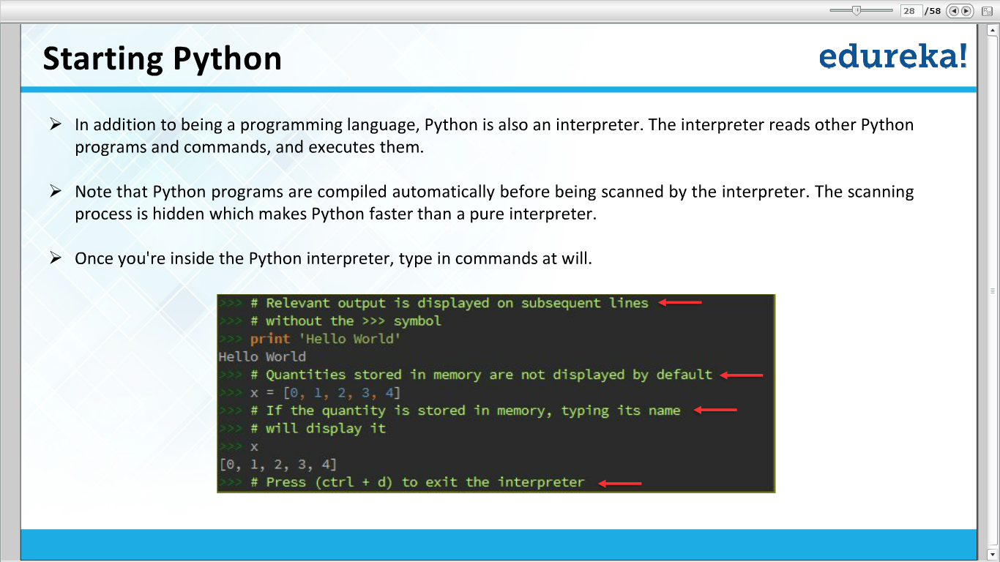 28 /58
Starting Python
edureka!
In addition to being a programming language, Python is also an interpreter. The interpreter reads other Python
programs and commands, and executes them.
Note that Python programs are compiled automatically before being scanned by the interpreter. The scanning
process is hidden which makes Python faster than a pure interpreter.
Once you're inside the Python interpreter, type in commands at will.
>>> # Relevant output is displayed on subsequent lines
>>> # without the >>> symbol
>>> print 'Hello World'
Hello World
>>> # Quantities stored in memory are not displayed by default
>>> x = [0, 1, 2, 3, 4]
>>> # If the quantity is stored in memory, typing its name
>>> # will display it
>>> x
[0, 1, 2, 3, 4]
>>> # Press (ctrl + d) to exit the interpreter